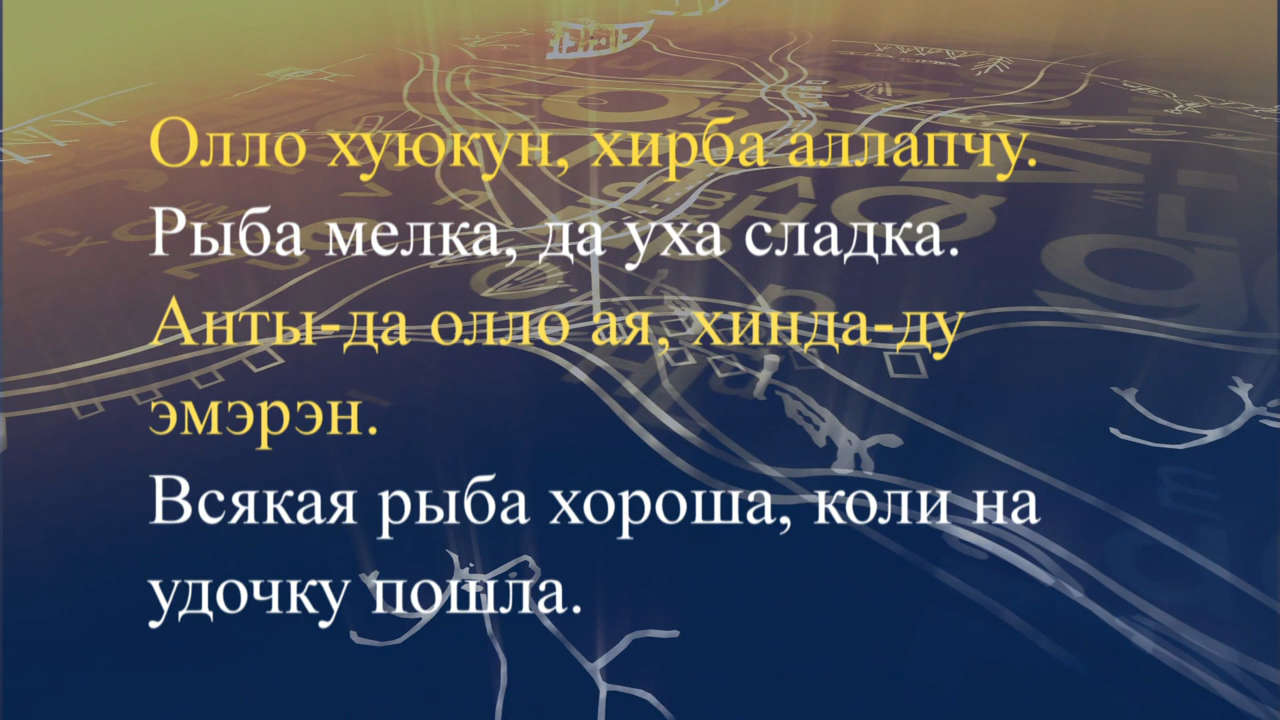 Олло хуюкун, хирба аллапчу.
Рыба мелка, да уха сладка.
Анты-да олло ая, хинда-ду
эмэрэн.
Всякая рыба хороша, коли на
удочку пошла.